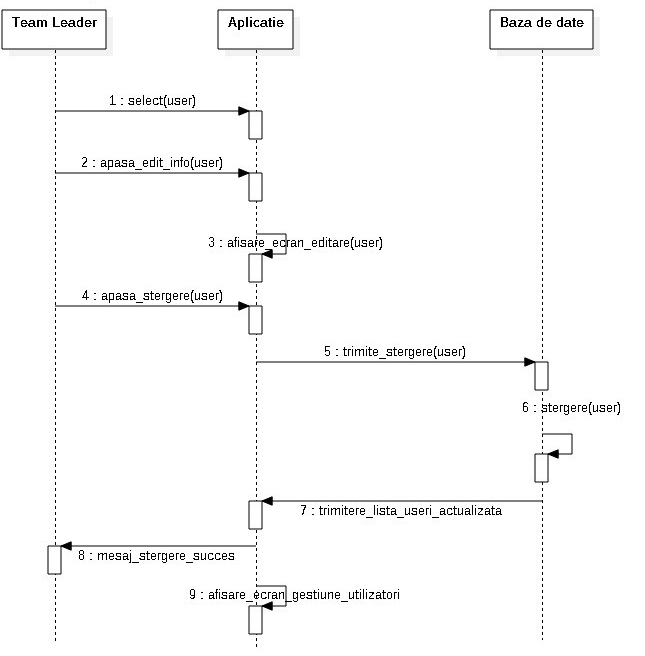 Team Leader
Aplicatie
Baza de date
1 : select(user)
2 : apasa_edit_info(user)
3 : afisare_ecran_editare(user)
4 : apasa_stergere(user)
5 : trimite_stergere(user)
6 : stergere(user)
7 : trimitere_lista_useri_actualizata
8 : mesaj_stergere_succes
9 : afisare_ecran_gestiune_utilizatori